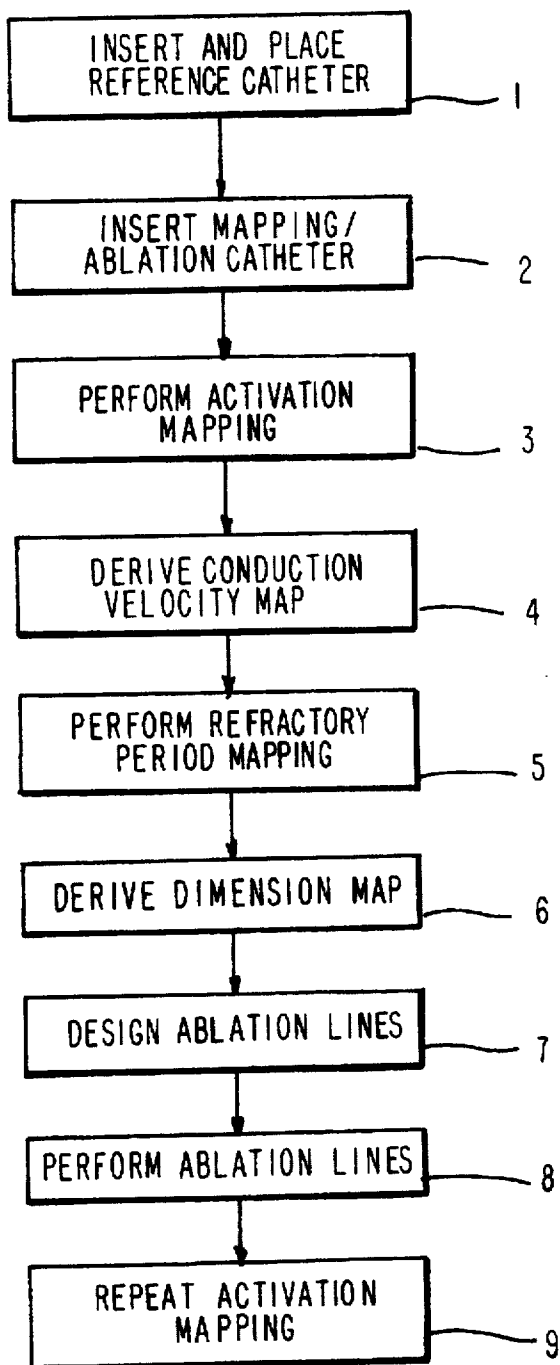 INSERT AND PLACE
REFERENCE CATHETER
1
INSERT MAPPING/
ABLATION CATHETER
2
PERFORM ACTIVATION
MAPPING
3
DERIVE CONDUCTION
VELOCITY MAP
4
PERFORM REFRACTORY
PERIOD MAPPING
5
DERIVE DIMENSION MAP
6
DESIGN ABLATION LINES
7
PERFORM ABLATION LINES
8
REPEAT ACTIVATION
MAPPING
9